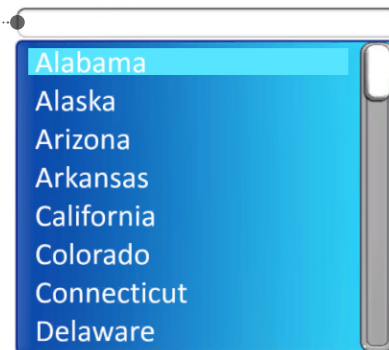 Alabama
Alaska
Arizona
Arkansas
California
Colorado
Connecticut
Delaware